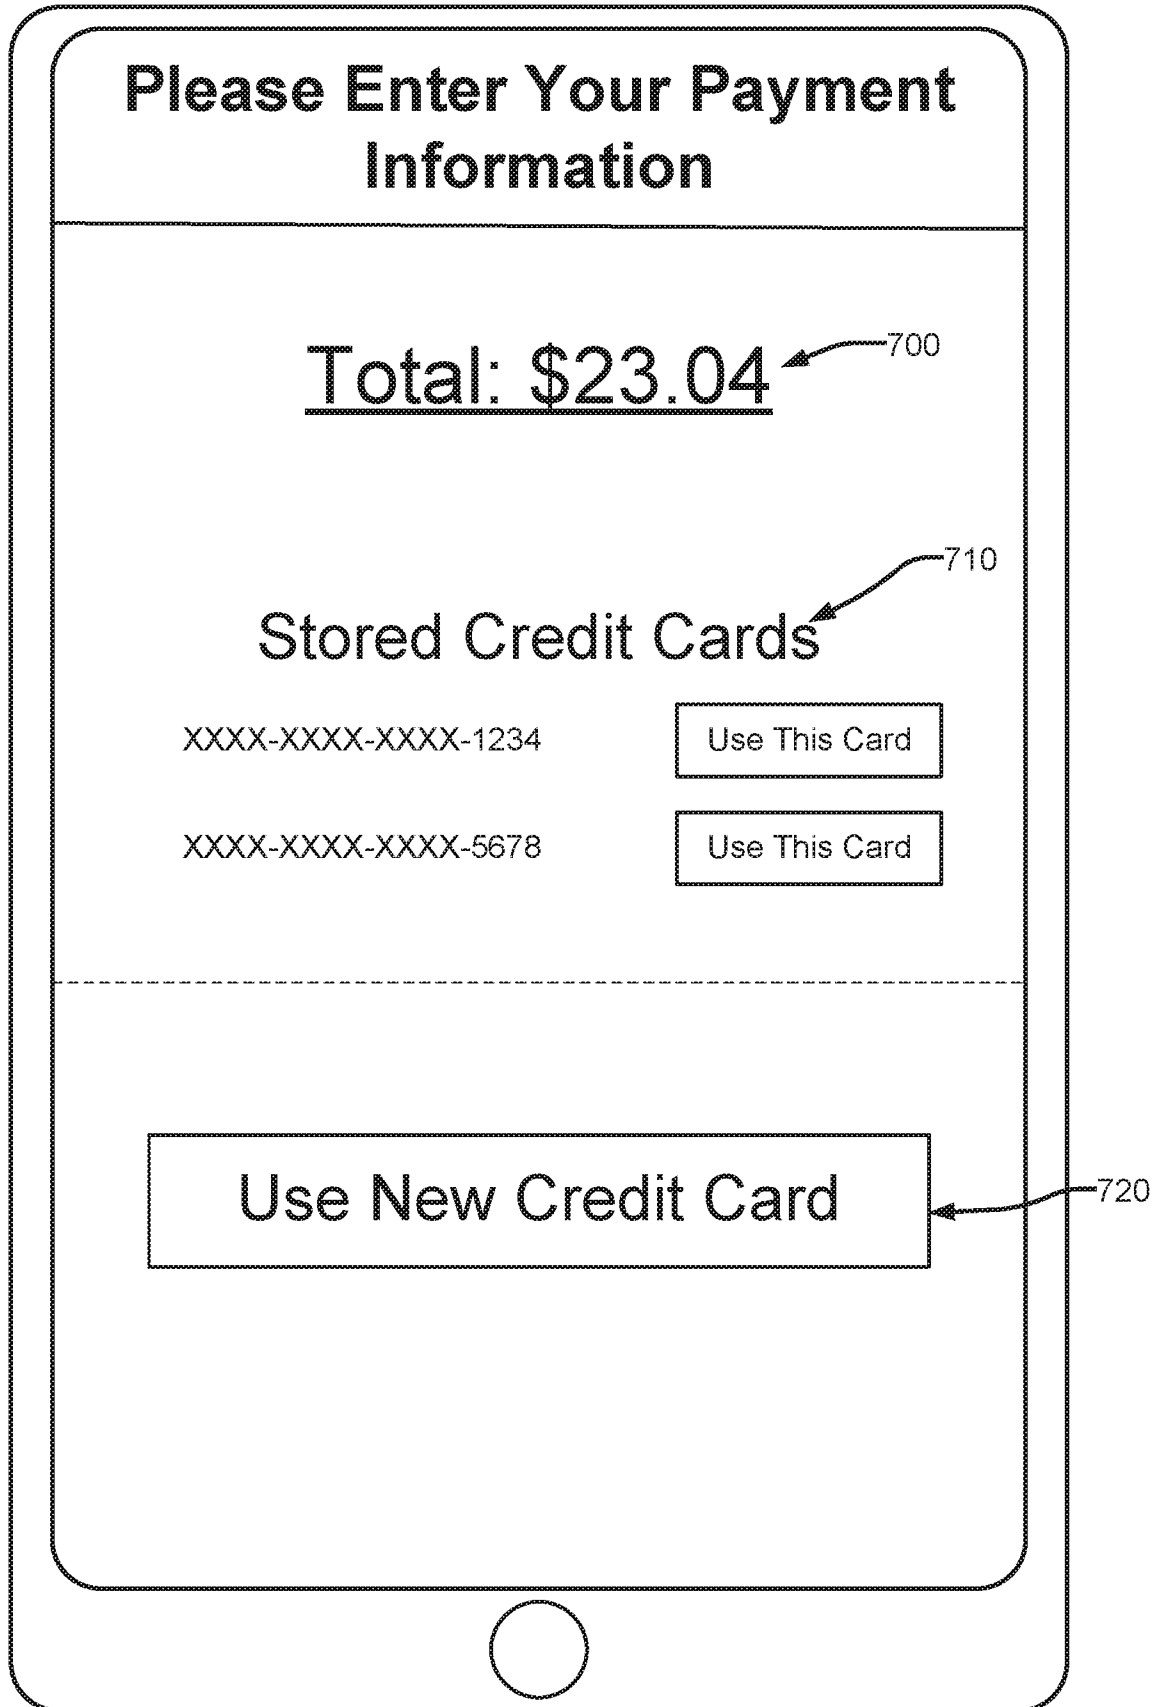 Please Enter Your Payment
Information
Total: $23.04
700
710
Stored Credit Cards
XXXX-XXXX-XXXX-1234
Use This Card
XXXX-XXXX-XXXX-5678
Use This Card
Use New Credit Card
720